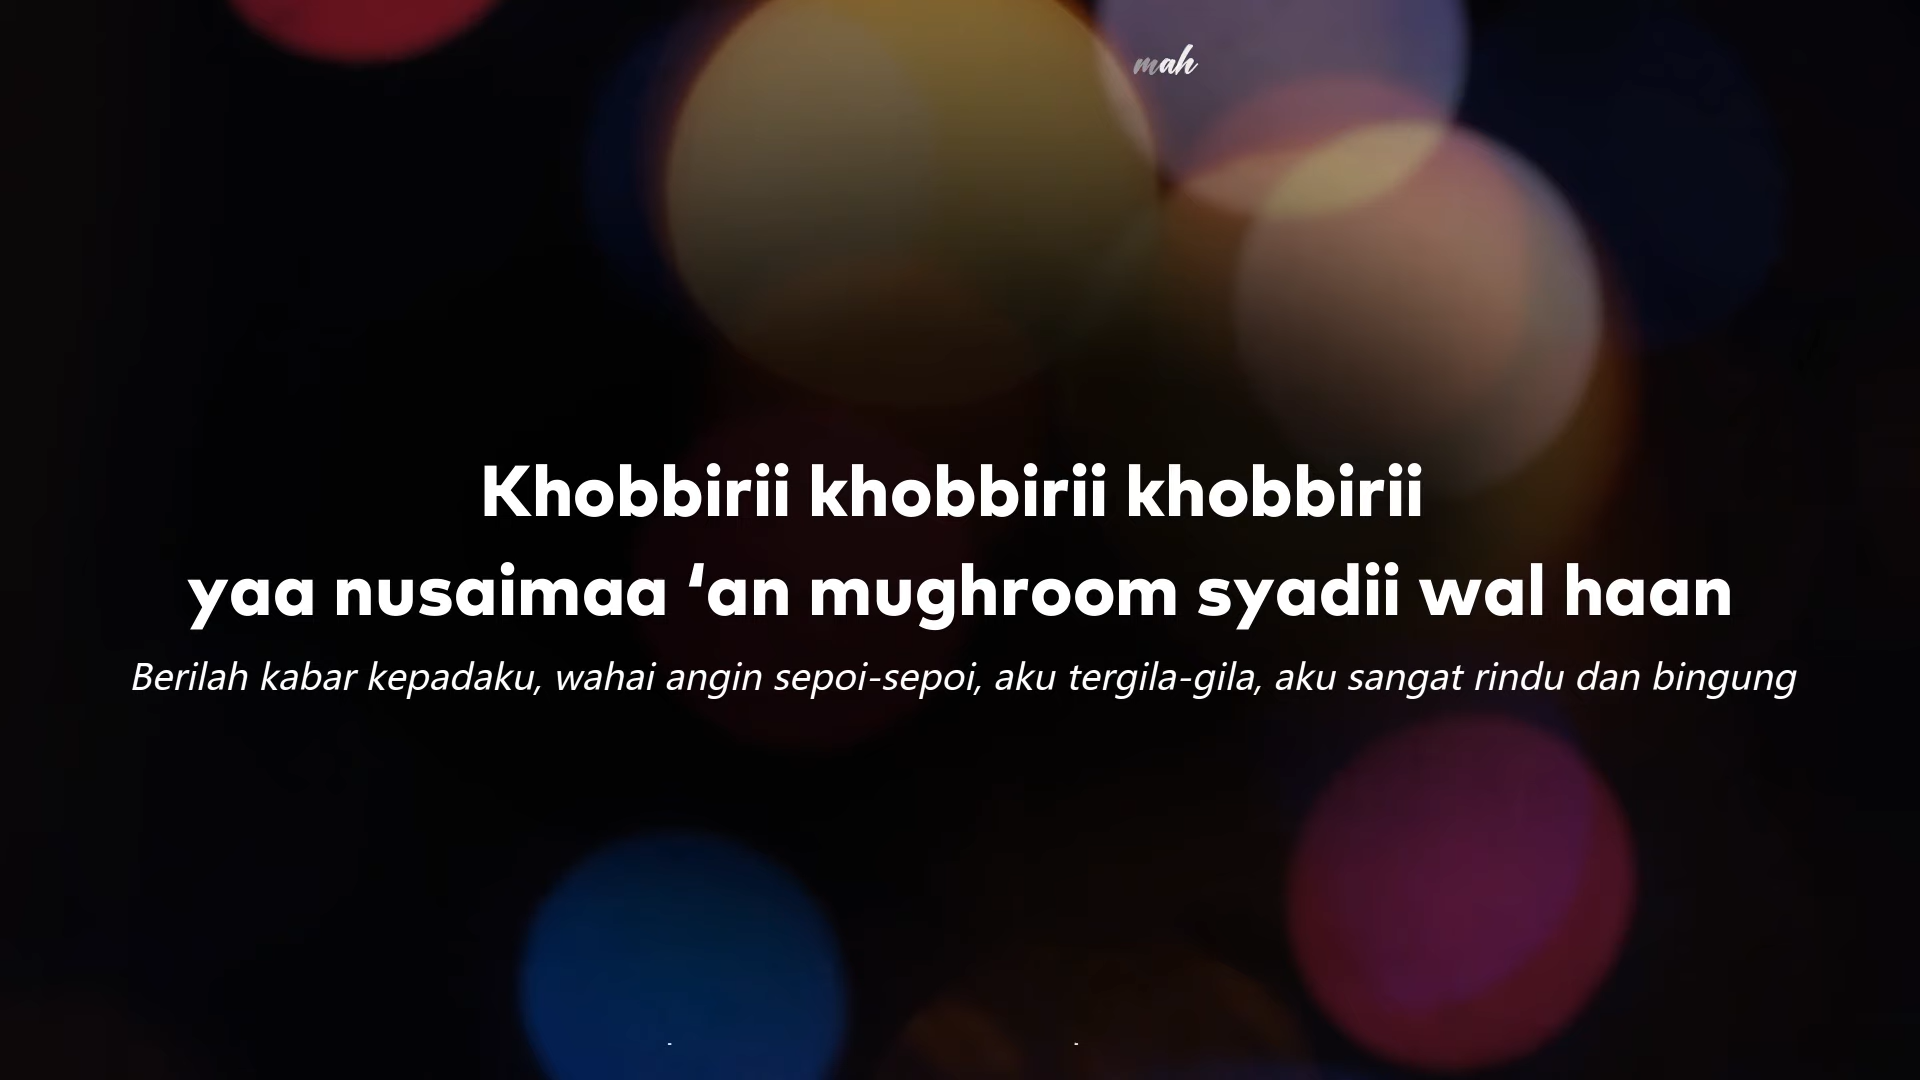 mah
Khobbirii khobbirii khobbirii
yaa nusaimaa ‘an mughroom syadii wal haan
Berilah kabar kepadaku, wahai angin sepoi-sepoi, aku tergila-gila, aku sangat rindu dan bingung